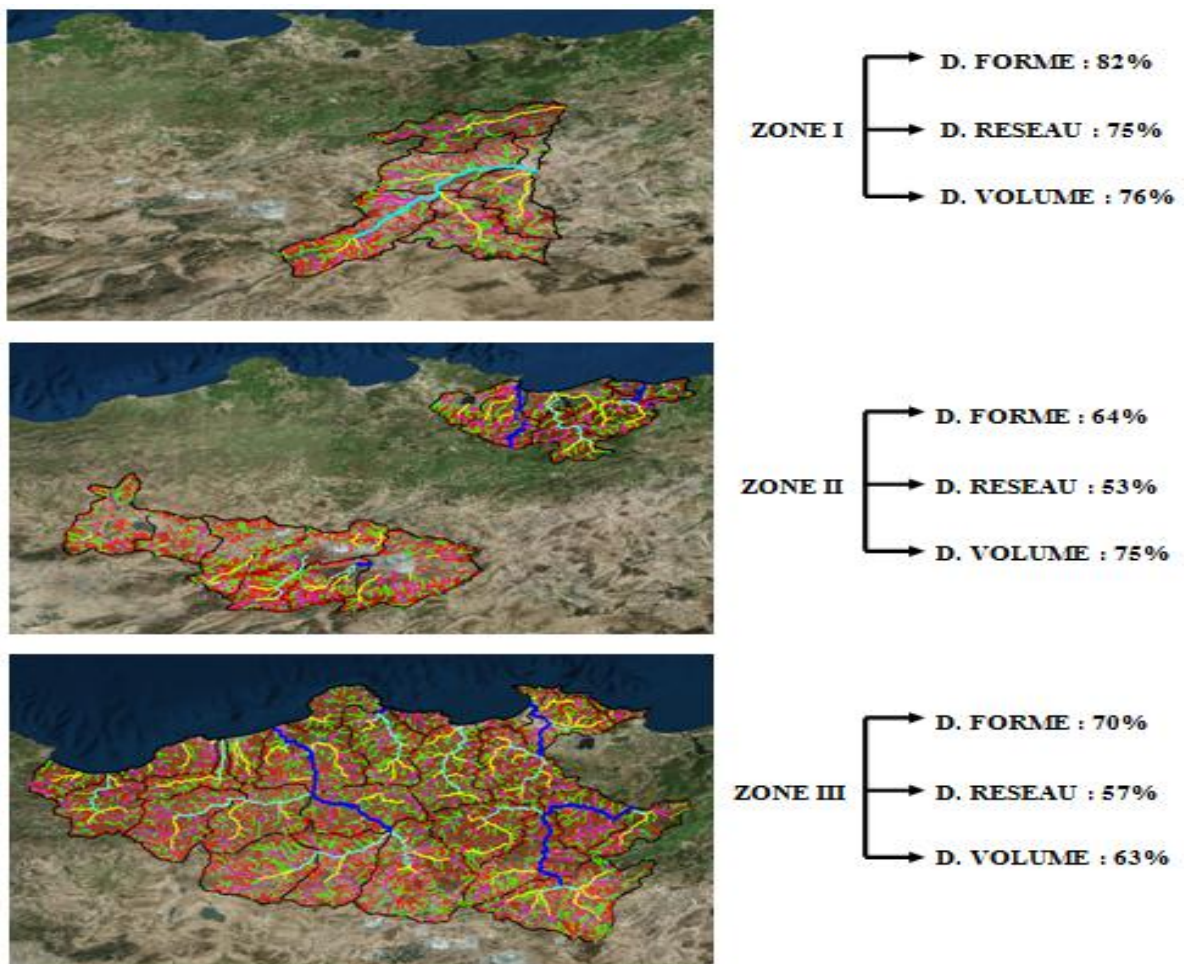 D. FORME : 82%
ZONE I
D. RESEAU : 75%
D. VOLUME : 76%
D. FORME : 64%
ZONE II
D. RESEAU : 53%
D. VOLUME : 75%
D. FORME : 70%
ZONE III
D. RESEAU : 57%
D. VOLUME : 63%